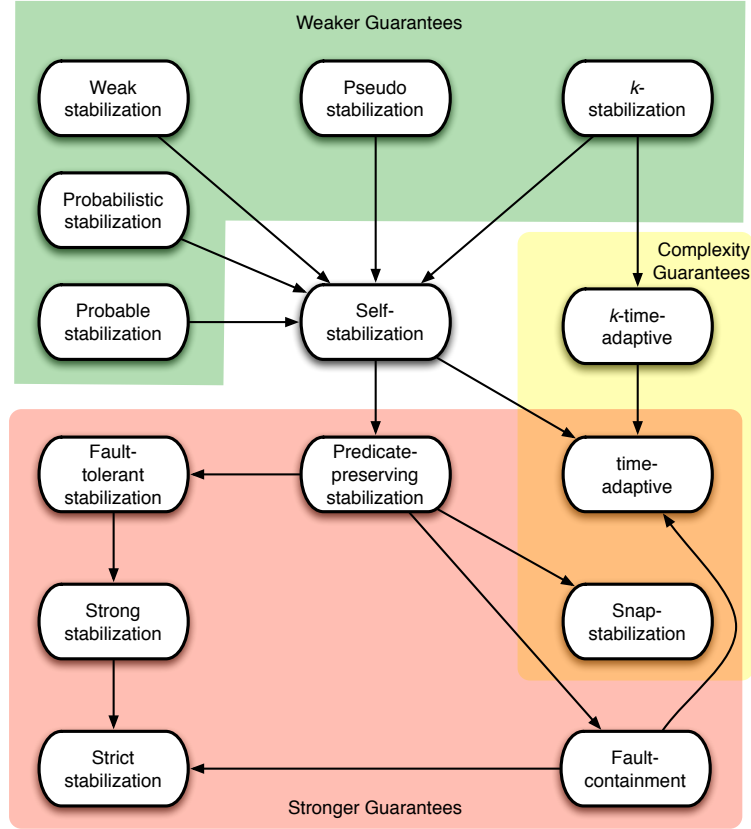 Weaker Guarantees
Weak
stabilization
Pseudo
stabilization
k-
stabilization
Probabilistic
stabilization
Complexity
Guarantees
Probable
stabilization
Self-
stabilization
k-time-
adaptive
Fault-
tolerant
stabilization
Predicate-
preserving
stabilization
time-
adaptive
Strong
stabilization
Snap-
stabilization
Strict
stabilization
Fault-
containment
Stronger Guarantees